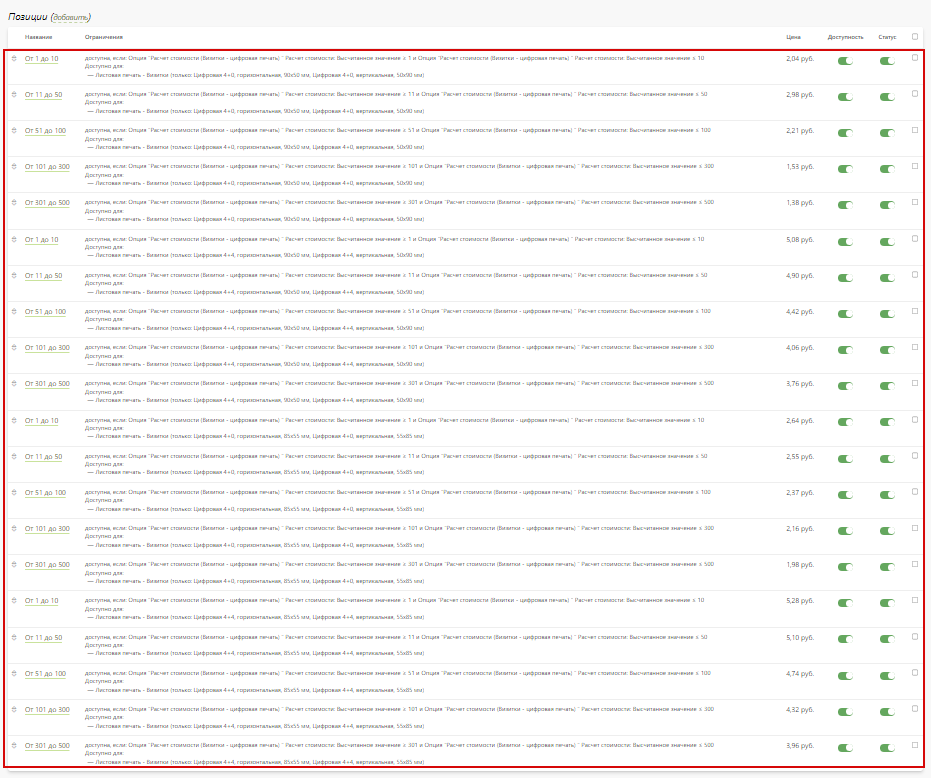 Позиции (добавить)
Название Ограничение Цена Доступность Статус
От 1 до 10 доступна, если: Опция "Расчет стоимости (Визитки - цифровая печать) " Расчет стоимости: Высчитанное значение ≥ 1 и Опция "Расчет стоимости (Визитки - цифровая печать) " Расчет стоимости: Высчитанное значение ≤ 10 2,04 руб.
Доступно для:
— Листовая печать - Визитки (только: Цифровая 4+0, горизонтальная, 90х50 мм, Цифровая 4+0, вертикальная, 50х90 мм)
От 11 до 50 доступна, если: Опция "Расчет стоимости (Визитки - цифровая печать) " Расчет стоимости: Высчитанное значение ≥ 11 и Опция "Расчет стоимости (Визитки - цифровая печать) " Расчет стоимости: Высчитанное значение ≤ 50 2,98 руб.
Доступно для:
— Листовая печать - Визитки (только: Цифровая 4+0, горизонтальная, 90х50 мм, Цифровая 4+0, вертикальная, 50х90 мм)
От 51 до 100 доступна, если: Опция "Расчет стоимости (Визитки - цифровая печать) " Расчет стоимости: Высчитанное значение ≥ 51 и Опция "Расчет стоимости (Визитки - цифровая печать) " Расчет стоимости: Высчитанное значение ≤ 100 2,21 руб.
Доступно для:
— Листовая печать - Визитки (только: Цифровая 4+0, горизонтальная, 90х50 мм, Цифровая 4+0, вертикальная, 50х90 мм)
От 101 до 300 доступна, если: Опция "Расчет стоимости (Визитки - цифровая печать) " Расчет стоимости: Высчитанное значение ≥ 101 и Опция "Расчет стоимости (Визитки - цифровая печать) " Расчет стоимости: Высчитанное значение ≤ 300 1,53 руб.
Доступно для:
— Листовая печать - Визитки (только: Цифровая 4+0, горизонтальная, 90х50 мм, Цифровая 4+0, вертикальная, 50х90 мм)
От 301 до 500 доступна, если: Опция "Расчет стоимости (Визитки - цифровая печать) " Расчет стоимости: Высчитанное значение ≥ 301 и Опция "Расчет стоимости (Визитки - цифровая печать) " Расчет стоимости: Высчитанное значение ≤ 500 1,38 руб.
Доступно для:
— Листовая печать - Визитки (только: Цифровая 4+0, горизонтальная, 90х50 мм, Цифровая 4+0, вертикальная, 50х90 мм)
От 1 до 10 доступна, если: Опция "Расчет стоимости (Визитки - цифровая печать) " Расчет стоимости: Высчитанное значение ≥ 1 и Опция "Расчет стоимости (Визитки - цифровая печать) " Расчет стоимости: Высчитанное значение ≤ 10 5,08 руб.
Доступно для:
— Листовая печать - Визитки (только: Цифровая 4+4, горизонтальная, 90х50 мм, Цифровая 4+4, вертикальная, 50х90 мм)
От 11 до 50 доступна, если: Опция "Расчет стоимости (Визитки - цифровая печать) " Расчет стоимости: Высчитанное значение ≥ 11 и Опция "Расчет стоимости (Визитки - цифровая печать) " Расчет стоимости: Высчитанное значение ≤ 50 4,90 руб.
Доступно для:
— Листовая печать - Визитки (только: Цифровая 4+4, горизонтальная, 90х50 мм, Цифровая 4+4, вертикальная, 50х90 мм)
От 51 до 100 доступна, если: Опция "Расчет стоимости (Визитки - цифровая печать) " Расчет стоимости: Высчитанное значение ≥ 51 и Опция "Расчет стоимости (Визитки - цифровая печать) " Расчет стоимости: Высчитанное значение ≤ 100 4,42 руб.
Доступно для:
— Листовая печать - Визитки (только: Цифровая 4+4, горизонтальная, 90х50 мм, Цифровая 4+4, вертикальная, 50х90 мм)
От 101 до 300 доступна, если: Опция "Расчет стоимости (Визитки - цифровая печать) " Расчет стоимости: Высчитанное значение ≥ 101 и Опция "Расчет стоимости (Визитки - цифровая печать) " Расчет стоимости: Высчитанное значение ≤ 300 4,06 руб.
Доступно для:
— Листовая печать - Визитки (только: Цифровая 4+4, горизонтальная, 90х50 мм, Цифровая 4+4, вертикальная, 50х90 мм)
От 301 до 500 доступна, если: Опция "Расчет стоимости (Визитки - цифровая печать) " Расчет стоимости: Высчитанное значение ≥ 301 и Опция "Расчет стоимости (Визитки - цифровая печать) " Расчет стоимости: Высчитанное значение ≤ 500 3,76 руб.
Доступно для:
— Листовая печать - Визитки (только: Цифровая 4+4, горизонтальная, 90х50 мм, Цифровая 4+4, вертикальная, 50х90 мм)
От 1 до 10 доступна, если: Опция "Расчет стоимости (Визитки - цифровая печать) " Расчет стоимости: Высчитанное значение ≥ 1 и Опция "Расчет стоимости (Визитки - цифровая печать) " Расчет стоимости: Высчитанное значение ≤ 10 2,64 руб.
Доступно для:
— Листовая печать - Визитки (только: Цифровая 4+0, горизонтальная, 85х55 мм, Цифровая 4+0, вертикальная, 55х85 мм)
От 11 до 50 доступна, если: Опция "Расчет стоимости (Визитки - цифровая печать) " Расчет стоимости: Высчитанное значение ≥ 11 и Опция "Расчет стоимости (Визитки - цифровая печать) " Расчет стоимости: Высчитанное значение ≤ 50 2,55 руб.
Доступно для:
— Листовая печать - Визитки (только: Цифровая 4+0, горизонтальная, 85х55 мм, Цифровая 4+0, вертикальная, 55х85 мм)
От 51 до 100 доступна, если: Опция "Расчет стоимости (Визитки - цифровая печать) " Расчет стоимости: Высчитанное значение ≥ 51 и Опция "Расчет стоимости (Визитки - цифровая печать) " Расчет стоимости: Высчитанное значение ≤ 100 2,37 руб.
Доступно для:
— Листовая печать - Визитки (только: Цифровая 4+0, горизонтальная, 85х55 мм, Цифровая 4+0, вертикальная, 55х85 мм)
От 101 до 300 доступна, если: Опция "Расчет стоимости (Визитки - цифровая печать) " Расчет стоимости: Высчитанное значение ≥ 101 и Опция "Расчет стоимости (Визитки - цифровая печать) " Расчет стоимости: Высчитанное значение ≤ 300 2,16 руб.
Доступно для:
— Листовая печать - Визитки (только: Цифровая 4+0, горизонтальная, 85х55 мм, Цифровая 4+0, вертикальная, 55х85 мм)
От 301 до 500 доступна, если: Опция "Расчет стоимости (Визитки - цифровая печать) " Расчет стоимости: Высчитанное значение ≥ 301 и Опция "Расчет стоимости (Визитки - цифровая печать) " Расчет стоимости: Высчитанное значение ≤ 500 1,98 руб.
Доступно для:
— Листовая печать - Визитки (только: Цифровая 4+0, горизонтальная, 85х55 мм, Цифровая 4+0, вертикальная, 55х85 мм)
От 1 до 10 доступна, если: Опция "Расчет стоимости (Визитки - цифровая печать) " Расчет стоимости: Высчитанное значение ≥ 1 и Опция "Расчет стоимости (Визитки - цифровая печать) " Расчет стоимости: Высчитанное значение ≤ 10 5,28 руб.
Доступно для:
— Листовая печать - Визитки (только: Цифровая 4+4, горизонтальная, 85х55 мм, Цифровая 4+4, вертикальная, 55х85 мм)
От 11 до 50 доступна, если: Опция "Расчет стоимости (Визитки - цифровая печать) " Расчет стоимости: Высчитанное значение ≥ 11 и Опция "Расчет стоимости (Визитки - цифровая печать) " Расчет стоимости: Высчитанное значение ≤ 50 5,10 руб.
Доступно для:
— Листовая печать - Визитки (только: Цифровая 4+4, горизонтальная, 85х55 мм, Цифровая 4+4, вертикальная, 55х85 мм)
От 51 до 100 доступна, если: Опция "Расчет стоимости (Визитки - цифровая печать) " Расчет стоимости: Высчитанное значение ≥ 51 и Опция "Расчет стоимости (Визитки - цифровая печать) " Расчет стоимости: Высчитанное значение ≤ 100 4,74 руб.
Доступно для:
— Листовая печать - Визитки (только: Цифровая 4+4, горизонтальная, 85х55 мм, Цифровая 4+4, вертикальная, 55х85 мм)
От 101 до 300 доступна, если: Опция "Расчет стоимости (Визитки - цифровая печать) " Расчет стоимости: Высчитанное значение ≥ 101 и Опция "Расчет стоимости (Визитки - цифровая печать) " Расчет стоимости: Высчитанное значение ≤ 300 4,32 руб.
Доступно для:
— Листовая печать - Визитки (только: Цифровая 4+4, горизонтальная, 85х55 мм, Цифровая 4+4, вертикальная, 55х85 мм)
От 301 до 500 доступна, если: Опция "Расчет стоимости (Визитки - цифровая печать) " Расчет стоимости: Высчитанное значение ≥ 301 и Опция "Расчет стоимости (Визитки - цифровая печать) " Расчет стоимости: Высчитанное значение ≤ 500 3,96 руб.
Доступно для:
— Листовая печать - Визитки (только: Цифровая 4+4, горизонтальная, 85х55 мм, Цифровая 4+4, вертикальная, 55х85 мм)